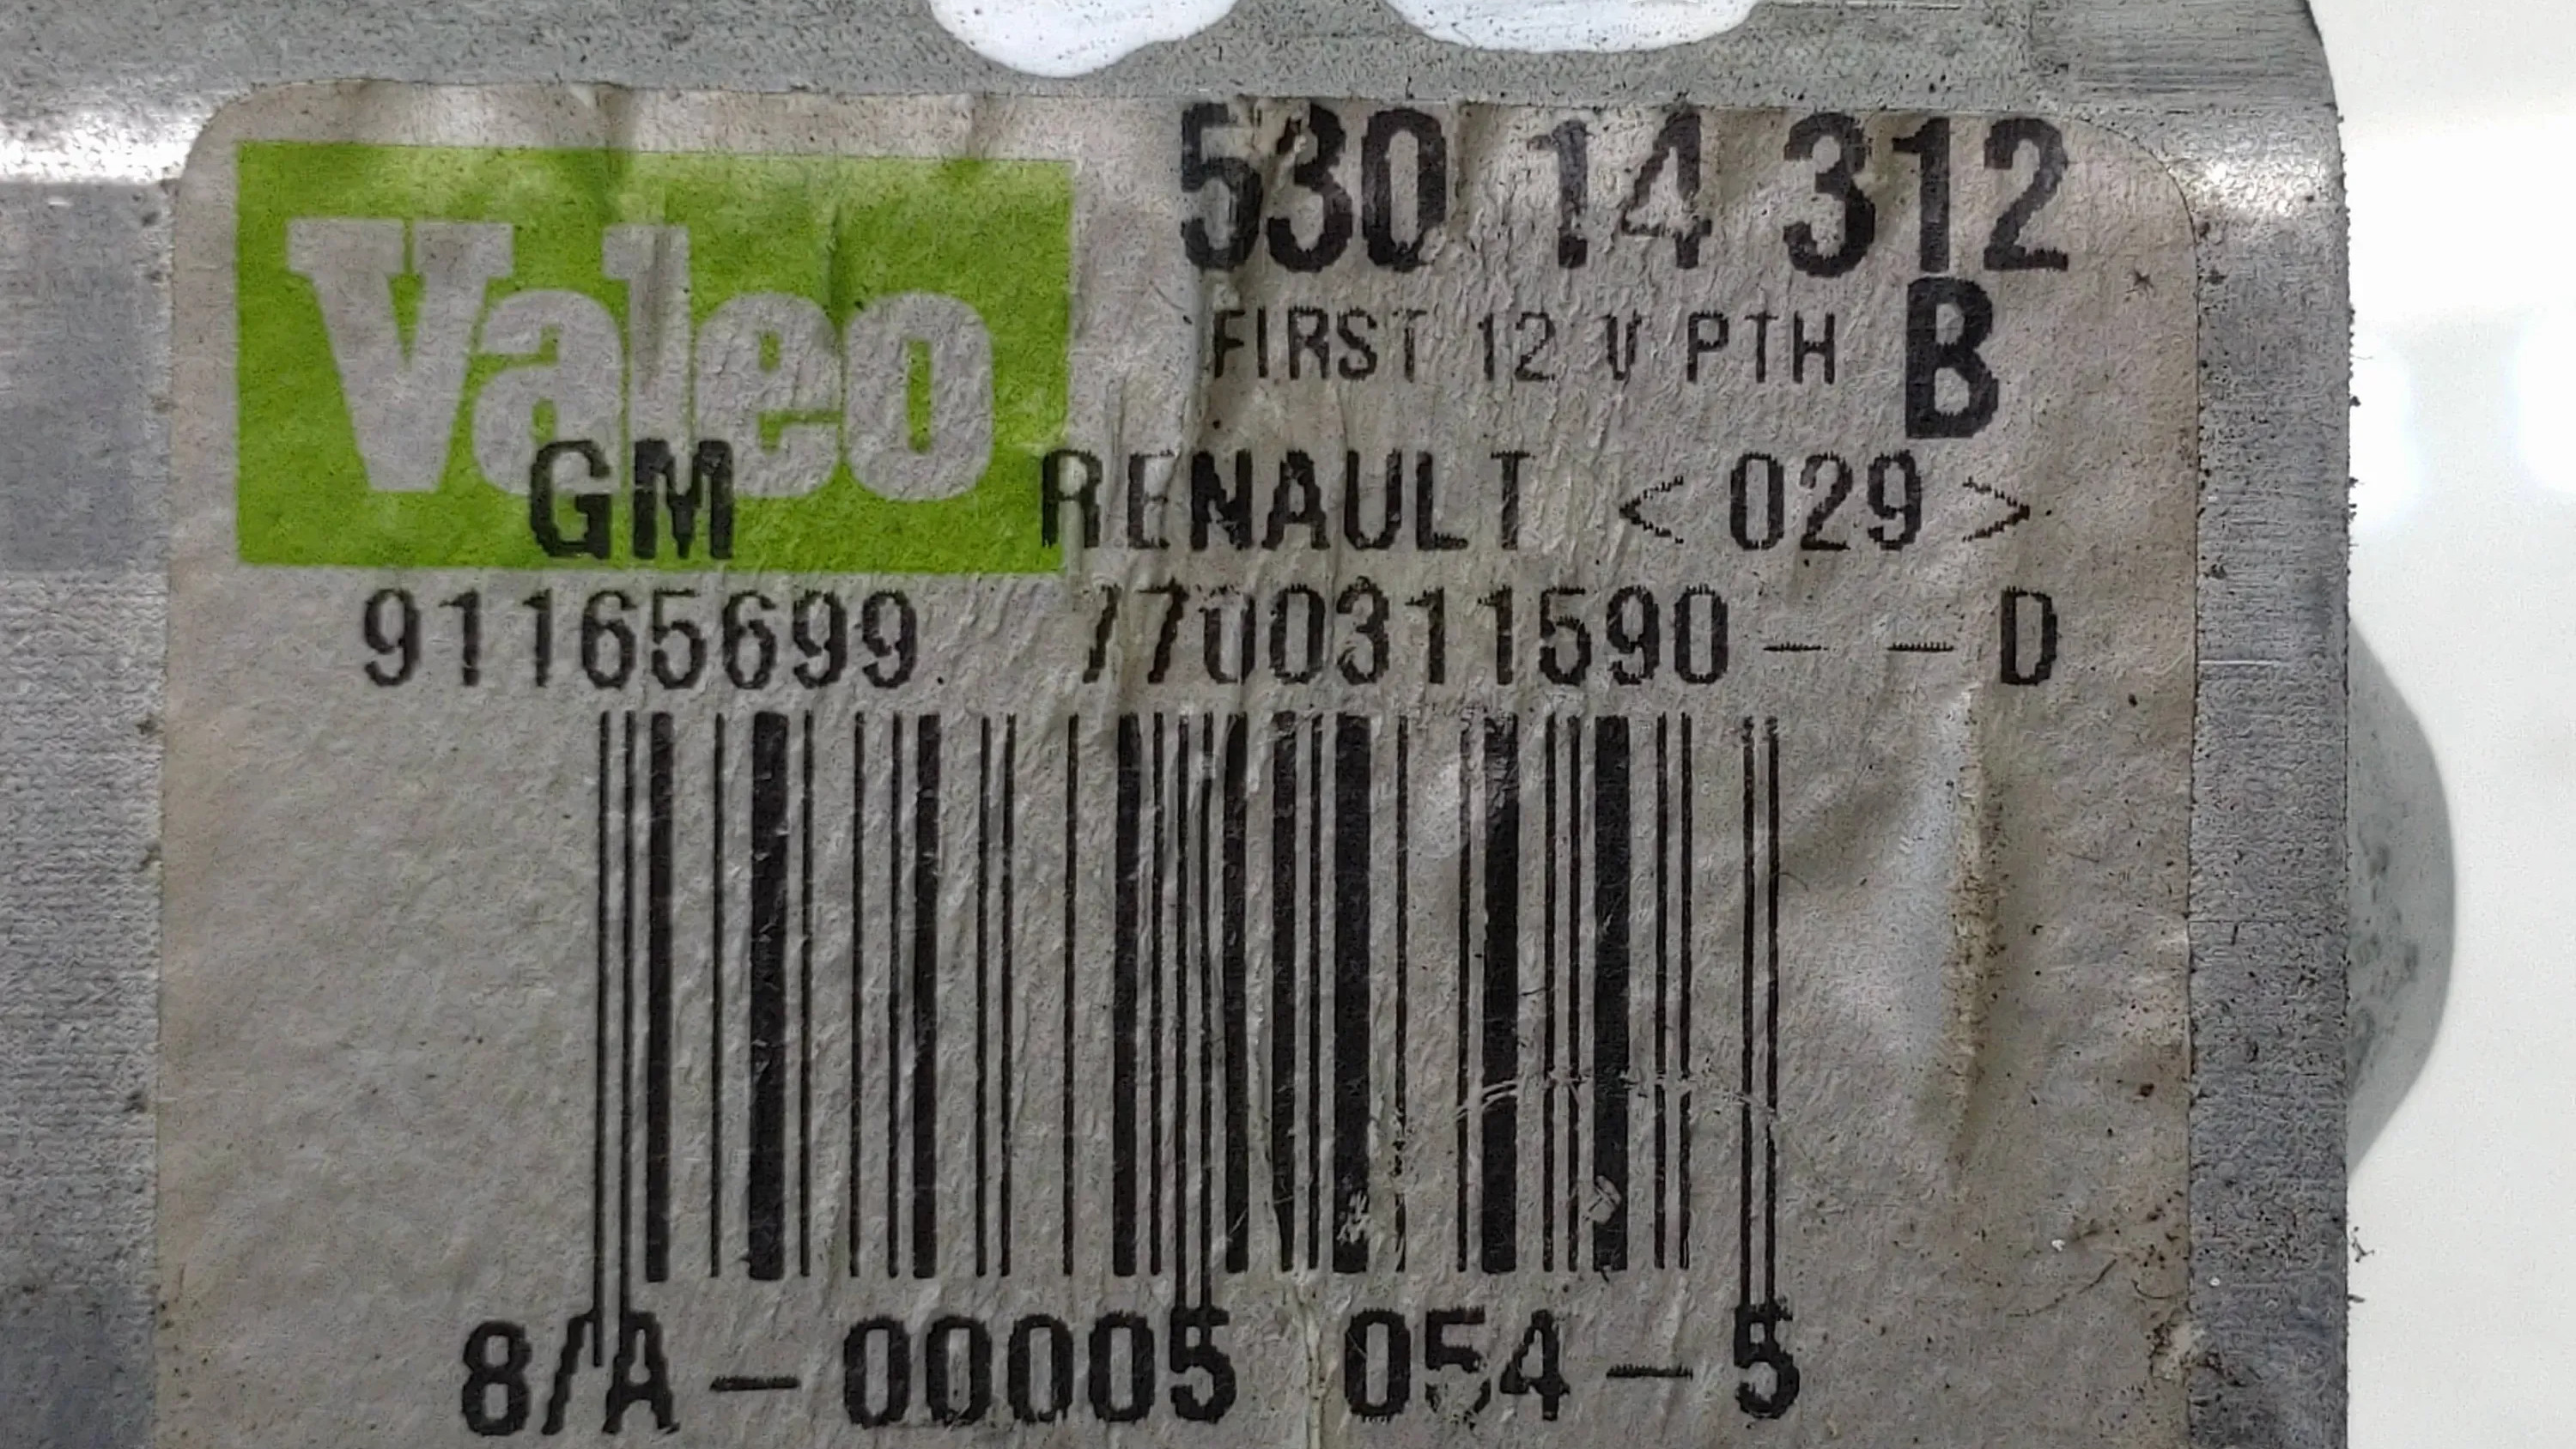 Valeo
530 14 312
FIRST 12 V PTH B
GM RENAULT < 029 >
91165699 7700311590 - - D
8/A - 00005 054 - 5